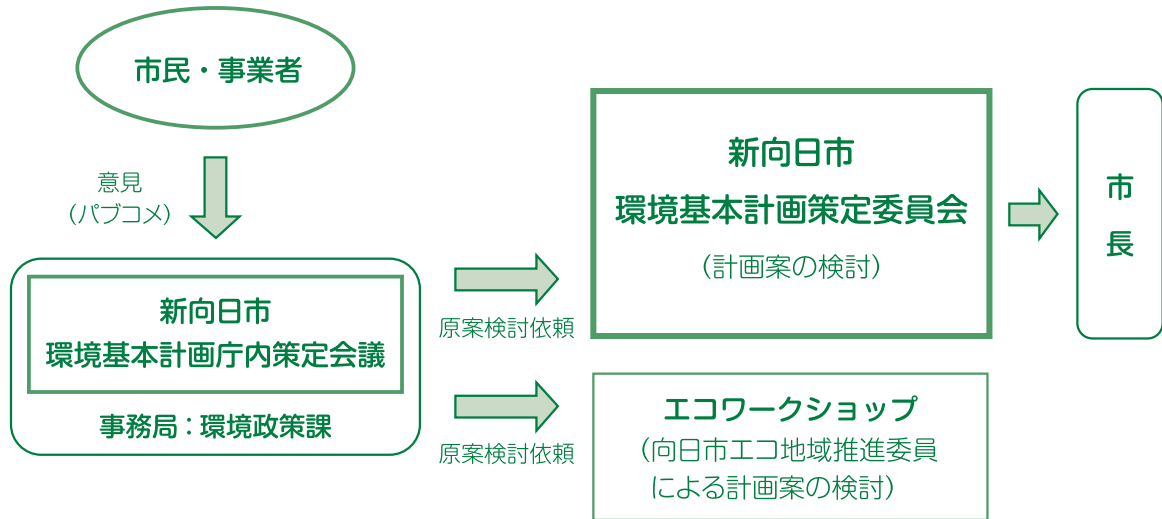 市民・事業者
意見
（パブコメ）
新向日市
環境基本計画庁内策定会議
事務局：環境政策課
原案検討依頼
原案検討依頼
新向日市
環境基本計画策定委員会
（計画案の検討）
エコワークショップ
（向日市エコ地域推進委員
による計画案の検討）
市
長